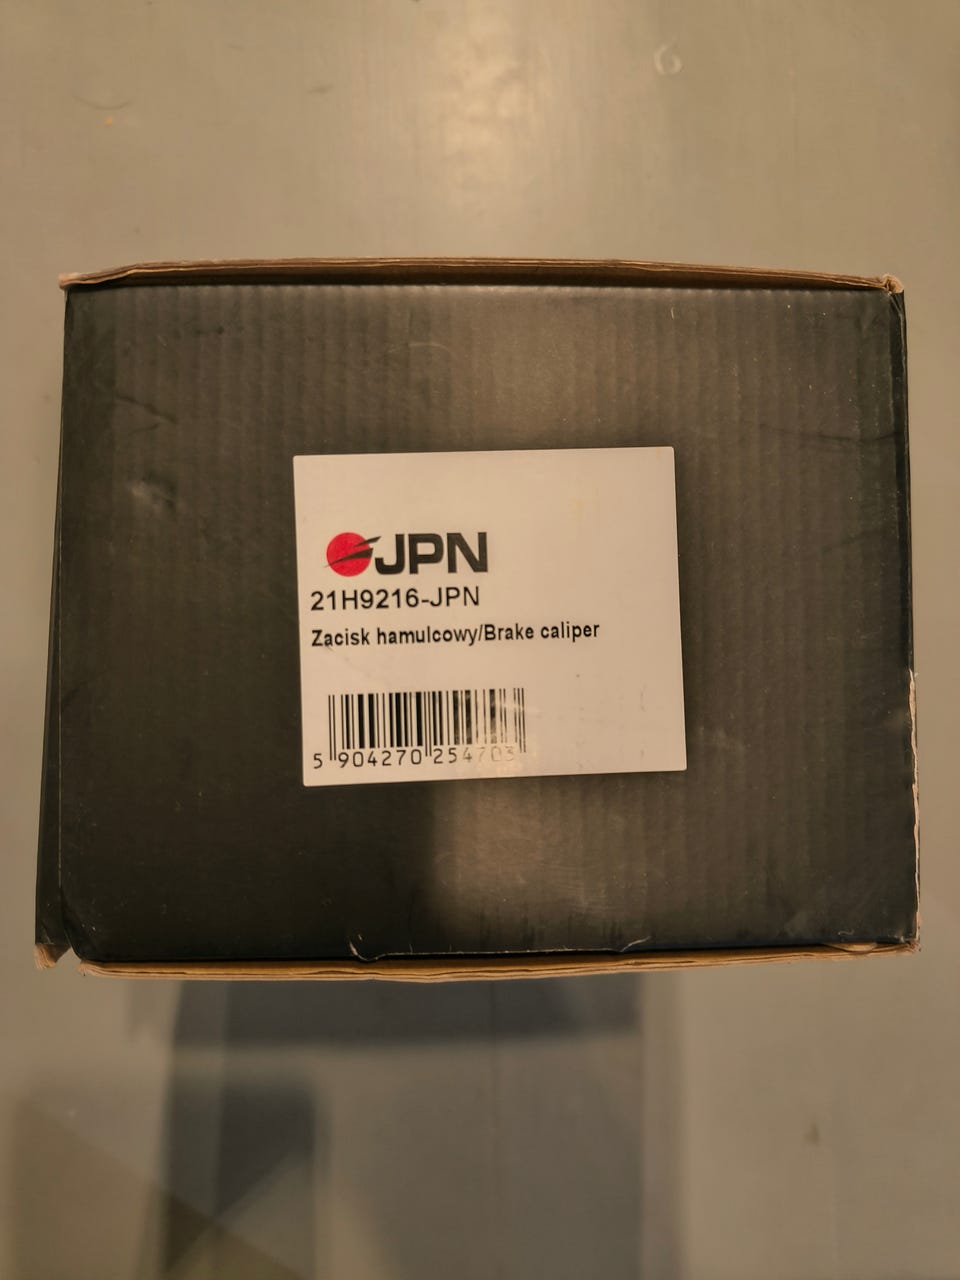 JPN
21H9216-JPN
Zacisk hamulcowy/Brake caliper
5 904270 254703